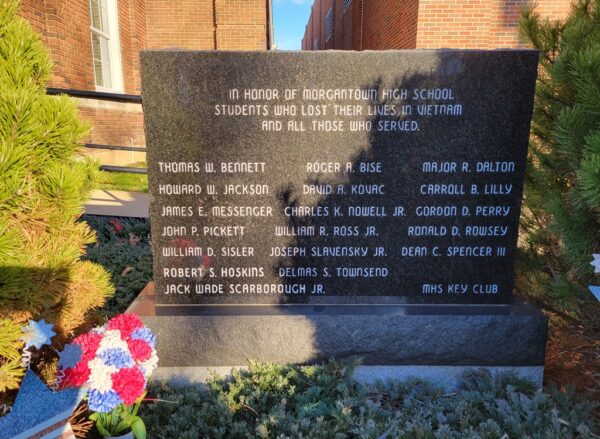 IN HONOR OF MORGANTOWN HIGH SCHOOL
STUDENTS WHO LOST THEIR LIVES IN VIETNAM
AND ALL THOSE WHO SERVED.
THOMAS W. BENNETT ROGER A. BISE MAJOR R. DALTON
HOWARD W. JACKSON DAVID A. KOVAC CARROLL B. LILLY
JAMES E. MESSENGER CHARLES K. NOWELL JR. GORDON D. PERRY
JOHN P. PICKETT WILLIAM R. ROSS JR. RONALD D. ROWSEY
WILLIAM D. SISLER JOSEPH SLAVENSKY JR. DEAN C. SPENCER III
ROBERT S. HOSKINS DELMAS S. TOWNSEND
JACK WADE SCARBOROUGH JR. MHS KEY CLUB